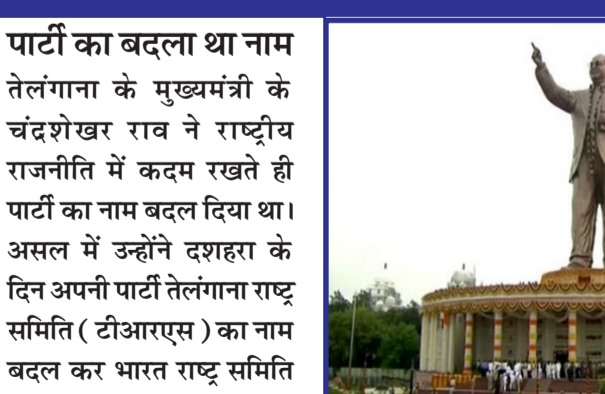 पार्टी का बदला था नाम
तेलंगाना के मुख्यमंत्री के
चंद्रशेखर राव ने राष्ट्रीय
राजनीति में कदम रखते ही
पार्टी का नाम बदल दिया था।
असल में उन्होंने दशहरा के
दिन अपनी पार्टी तेलंगाना राष्ट्र
समिति ( टीआरएस ) का नाम
बदल कर भारत राष्ट्र समिति